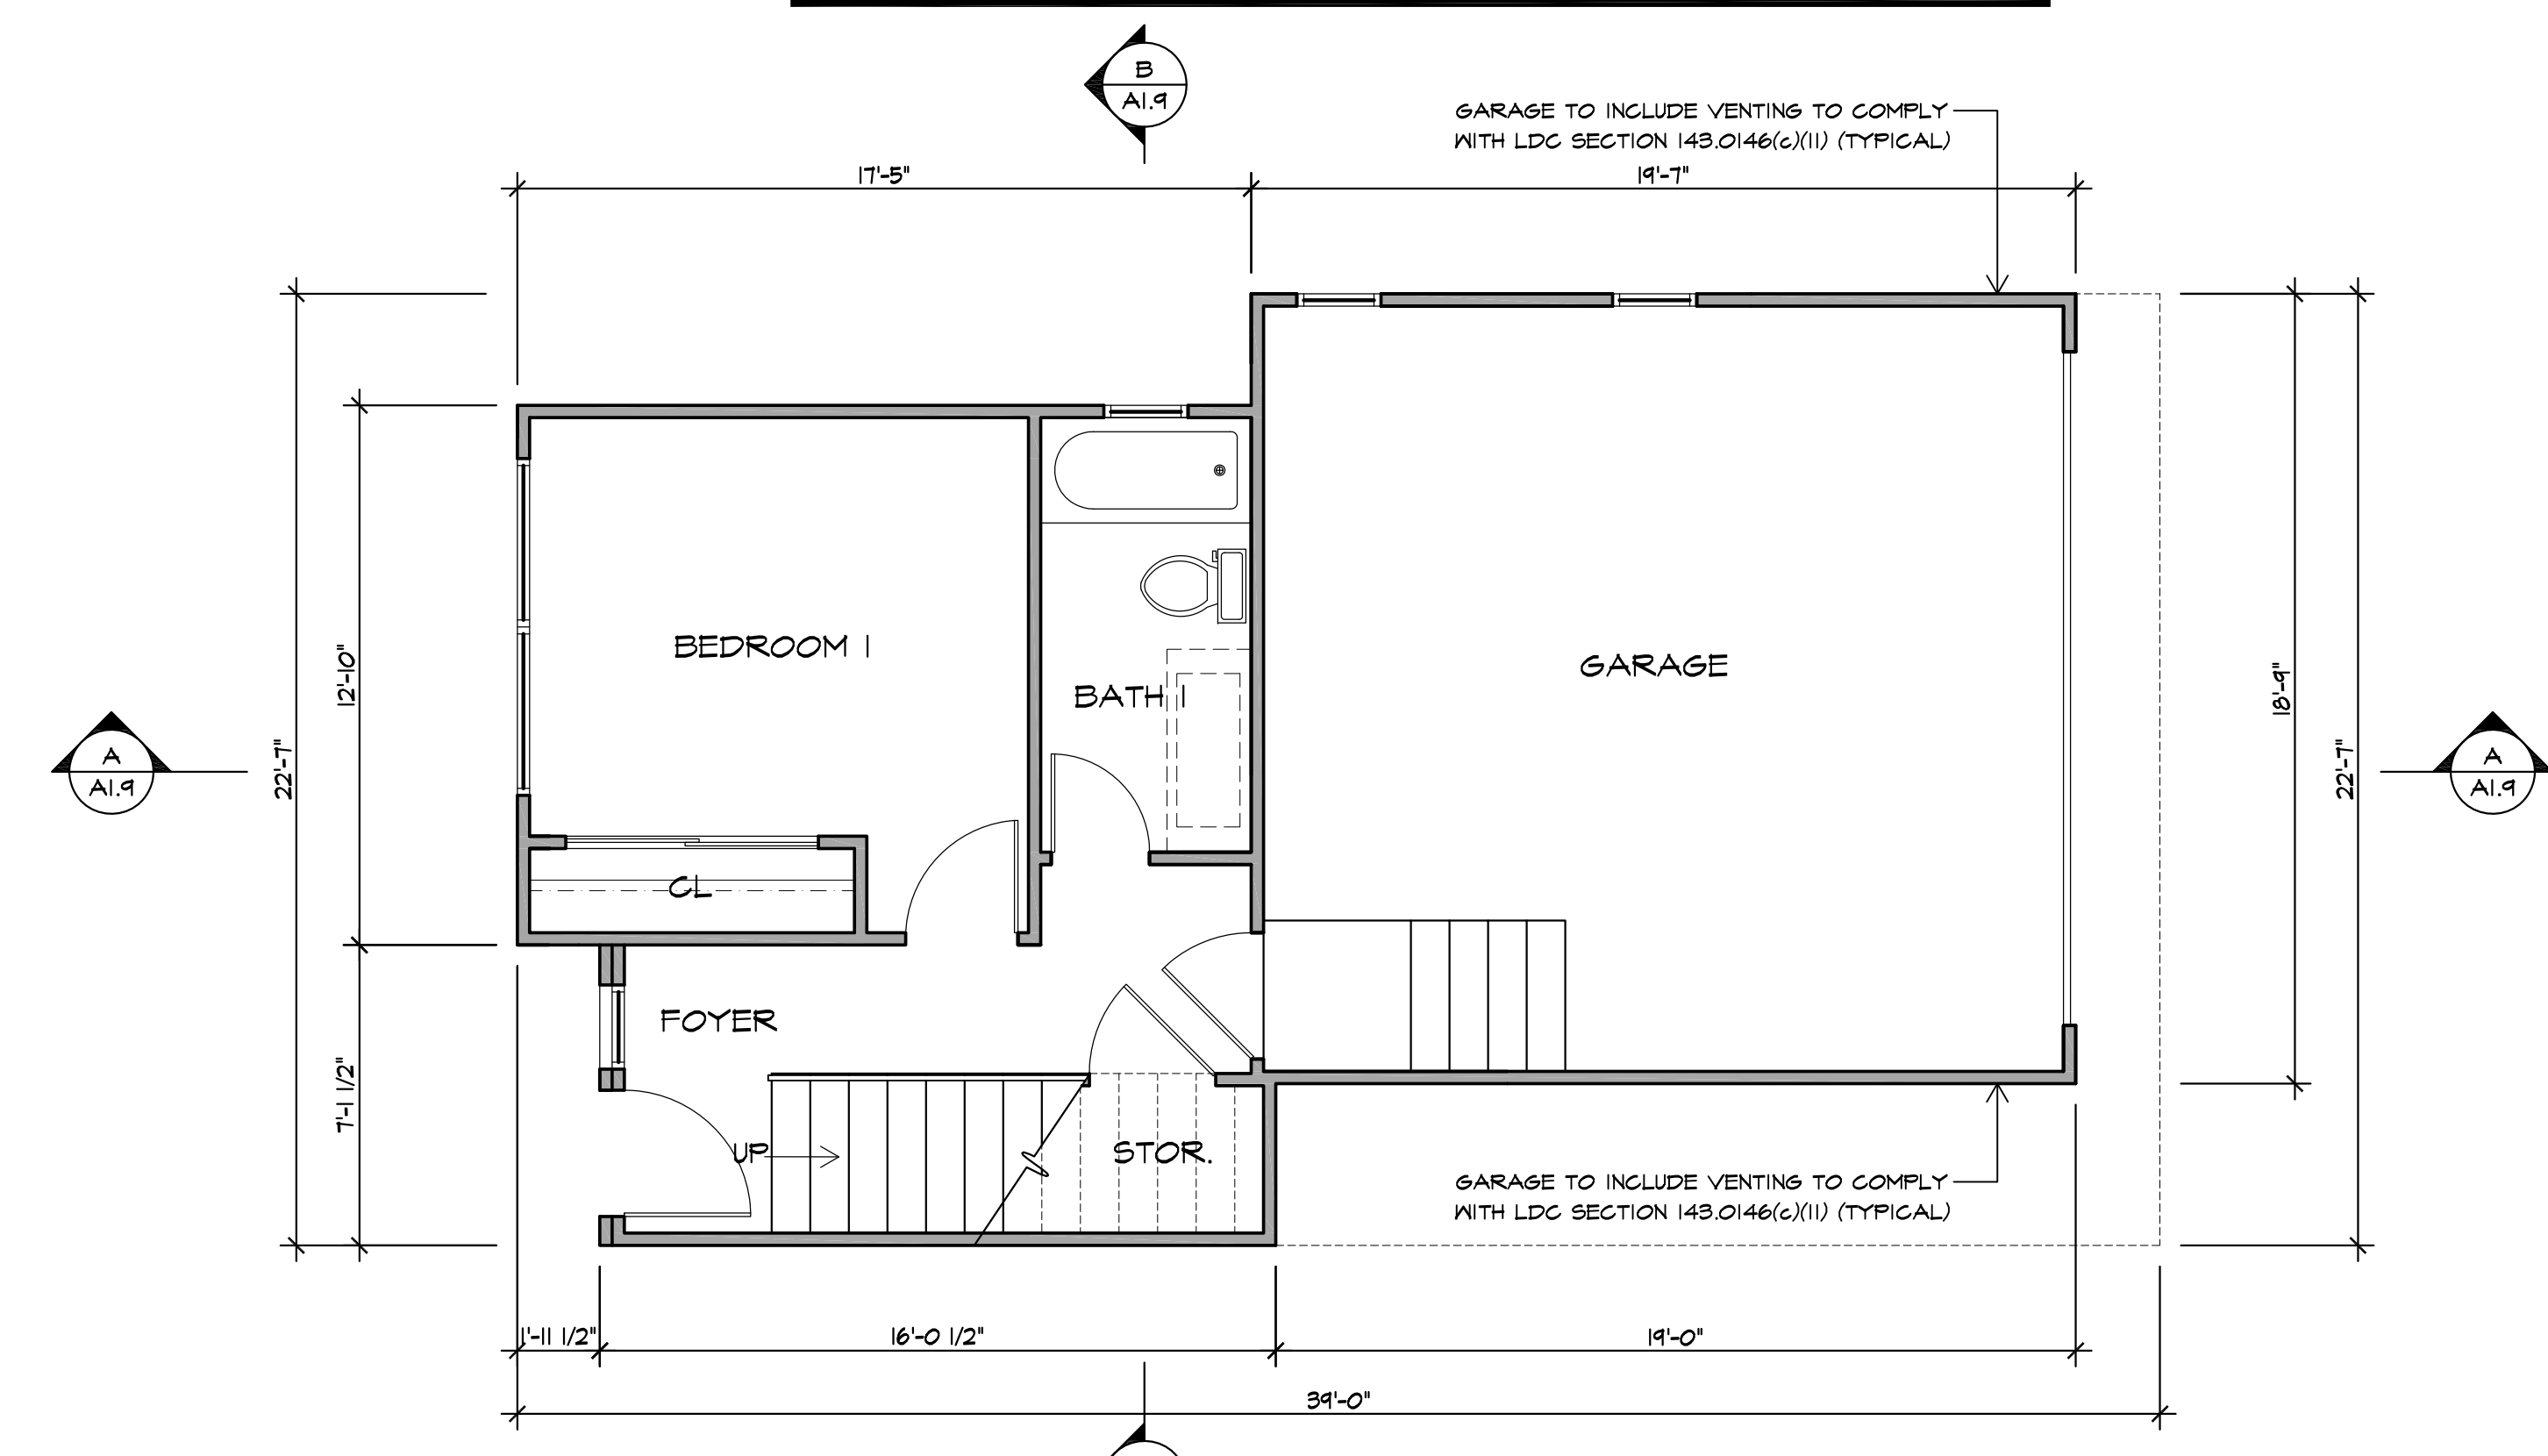 B
A1.9
GARAGE TO INCLUDE VENTING TO COMPLY
WITH LDC SECTION 143.0146(c)(11) (TYPICAL)
17'-5"
19'-7"
BEDROOM 1
BATH 1
GARAGE
12'-10"
22'-7"
18'-9"
22'-7"
A
A1.9
A
A1.9
CL
FOYER
7'-1 1/2"
UP
STOR.
GARAGE TO INCLUDE VENTING TO COMPLY
WITH LDC SECTION 143.0146(c)(11) (TYPICAL)
1'-11 1/2"
16'-0 1/2"
19'-0"
39'-0"